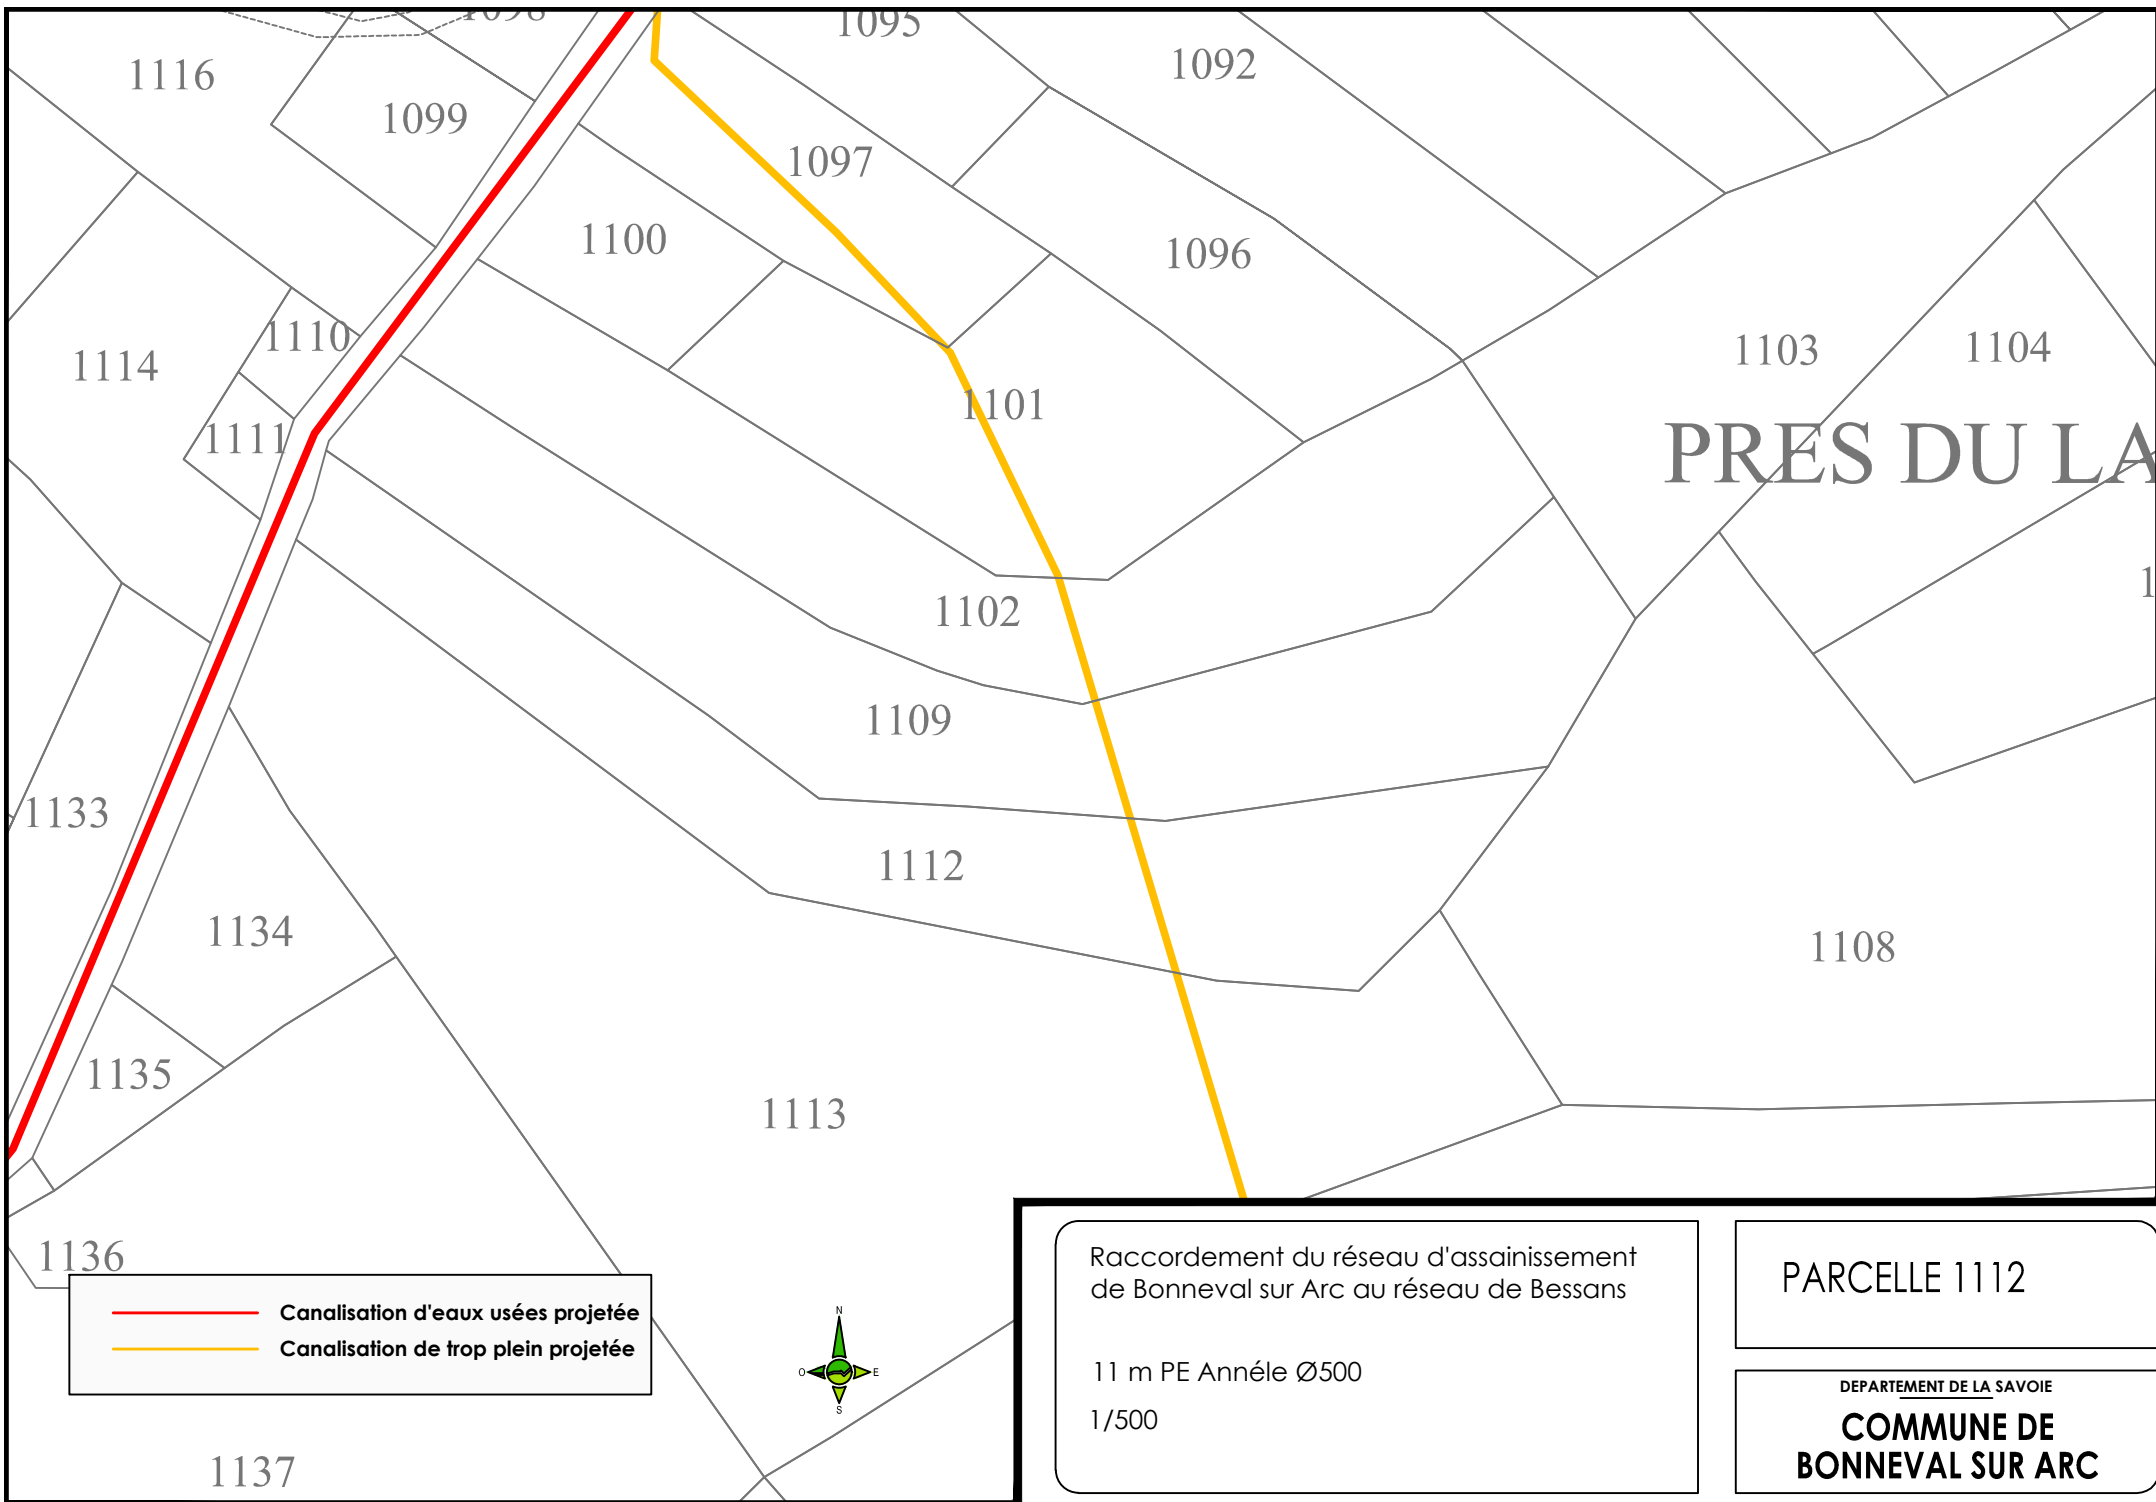 1098
1095
1116
1092
1099
1097
1100
1096
1110
1103
1104
1114
1101
1111
PRES DU LA
1
1102
1109
1133
1112
1134
1108
1135
1113
1136
Canalisation d'eaux usées projetée
Canalisation de trop plein projetée
N
O
E
S
1137
Raccordement du réseau d'assainissement
de Bonneval sur Arc au réseau de Bessans
11 m PE Annéle Ø500
1/500
PARCELLE 1112
DEPARTEMENT DE LA SAVOIE
COMMUNE DE
BONNEVAL SUR ARC